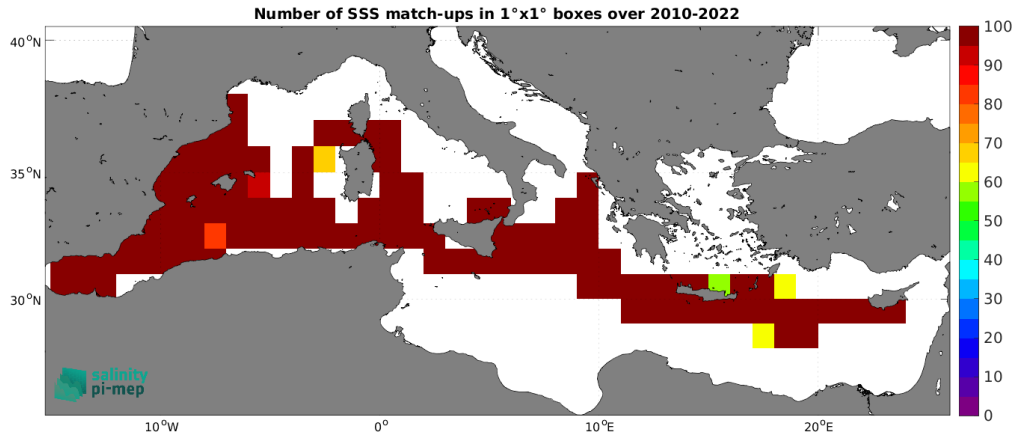 Number of SSS match-ups in 1°x1° boxes over 2010-2022
40°N
35°N
30°N
10°W
0°
10°E
20°E
100
90
80
70
60
50
40
30
20
10
0
salinity
pi-mep